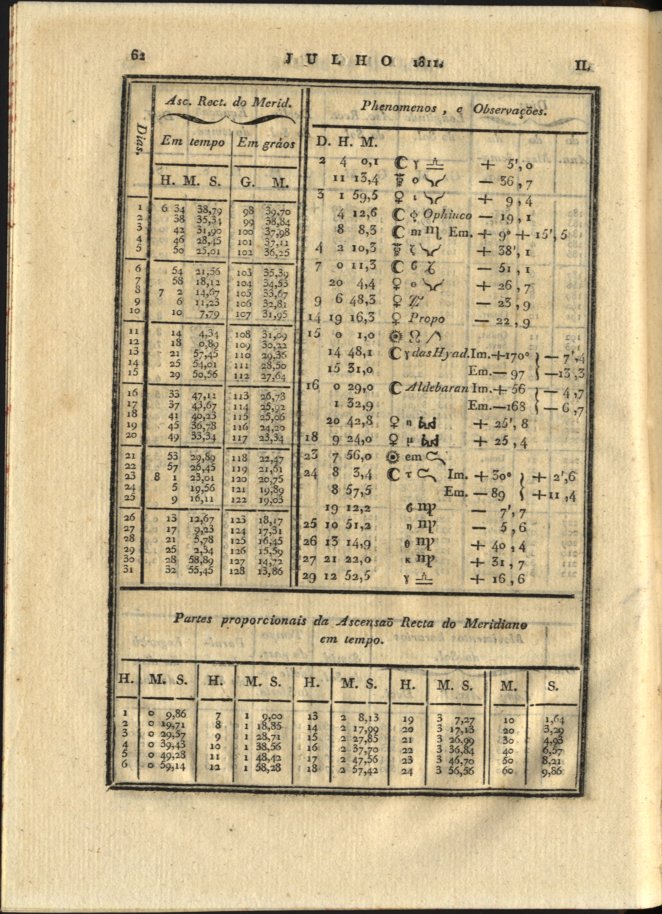 62
JULHO 1811.
II.
Dias.
Asc. Rect. do Merid.
Em tempo Em gráos
H. M. S. G. M.
1 6 34 38,79 98 39,70
2 38 35,34 99 38,84
3 42 31,90 100 37,98
4 46 28,45 101 37,11
5 50 25,01 102 36,25
6 54 21,56 103 35,39
7 58 18,12 104 34,53
8 7 2 14,67 105 33,67
9 6 11,23 106 32,81
10 10 7,79 107 31,95
11 14 4,34 108 31,09
12 18 0,89 109 30,22
13 21 57,45 110 29,36
14 25 54,01 111 28,50
15 29 50,56 112 27,64
16 33 47,11 113 26,78
17 37 43,67 114 25,92
18 41 40,23 115 25,06
19 45 36,78 116 24,20
20 49 33,34 117 23,34
21 53 29,89 118 22,47
22 57 26,45 119 21,61
23 8 1 23,01 120 20,75
24 5 19,56 121 19,89
25 9 16,11 122 19,03
26 13 12,67 123 18,17
27 17 9,23 124 17,31
28 21 5,78 125 16,45
29 25 2,34 126 15,59
30 28 58,89 127 14,72
31 32 55,45 128 13,86
Phenomenos, e Observações.
D. H. M.
2 4 0,1 ☾ γ ♎ + 5', 0
11 13,4 ☿ ο ♈ — 36, 7
3 1 59,5 ♀ ι ♈ + 9, 4
4 12,6 ☾ φ Ophiuco — 19, 1
8 8,3 ☾ m ♏ Em. + 9° + 15', 5
4 2 10,3 ☿ ζ ♈ + 38', 1
7 0 11,3 ☾ ϐ ♑ — 51, 1
20 4,4 ♀ ο ♈ + 26, 7
9 6 48,3 ♀ — 23, 9
14 19 16,3 ♀ Propo — 22, 9
15 0 1,0 ☉ ☊
14 48,1 ☾ γ das Hyad. Im. + 170° } — 7', 4
15 31,0 Em. — 97 } — 13, 3
16 0 29,0 ☾ Aldebaran Im. + 56 } — 4, 7
1 32,9 Em. — 168 } — 6, 7
20 42,8 ♀ η ♉ + 25', 8
18 9 24,0 ♀ μ ♉ + 25, 4
23 7 56,0 ☉ em ♌
24 8 3,4 ☾ τ ♌ Im. + 30° } + 2', 6
8 57,5 Em. — 89 } + 11, 4
19 12,2 ϐ ♍ — 7', 7
25 10 51,2 η ♍ — 5, 6
26 13 14,9 θ ♍ + 40, 4
27 21 22,0 κ ♍ + 31, 7
29 12 52,5 γ ♎ + 16, 6
Partes proporcionais da Ascensaõ Recta do Meridiano
em tempo.
H. M. S. H. M. S. H. M. S. H. M. S. M. S.
1 0 9,86 7 1 9,00 13 2 8,13 19 3 7,27 10 1,64
2 0 19,71 8 1 18,85 14 2 17,99 20 3 17,13 20 3,29
3 0 29,57 9 1 28,71 15 2 27,85 21 3 26,99 30 4,93
4 0 39,43 10 1 38,56 16 2 37,70 22 3 36,84 40 6,57
5 0 49,28 11 1 48,42 17 2 47,56 23 3 46,70 50 8,21
6 0 59,14 12 1 58,28 18 2 57,42 24 3 56,56 60 9,86